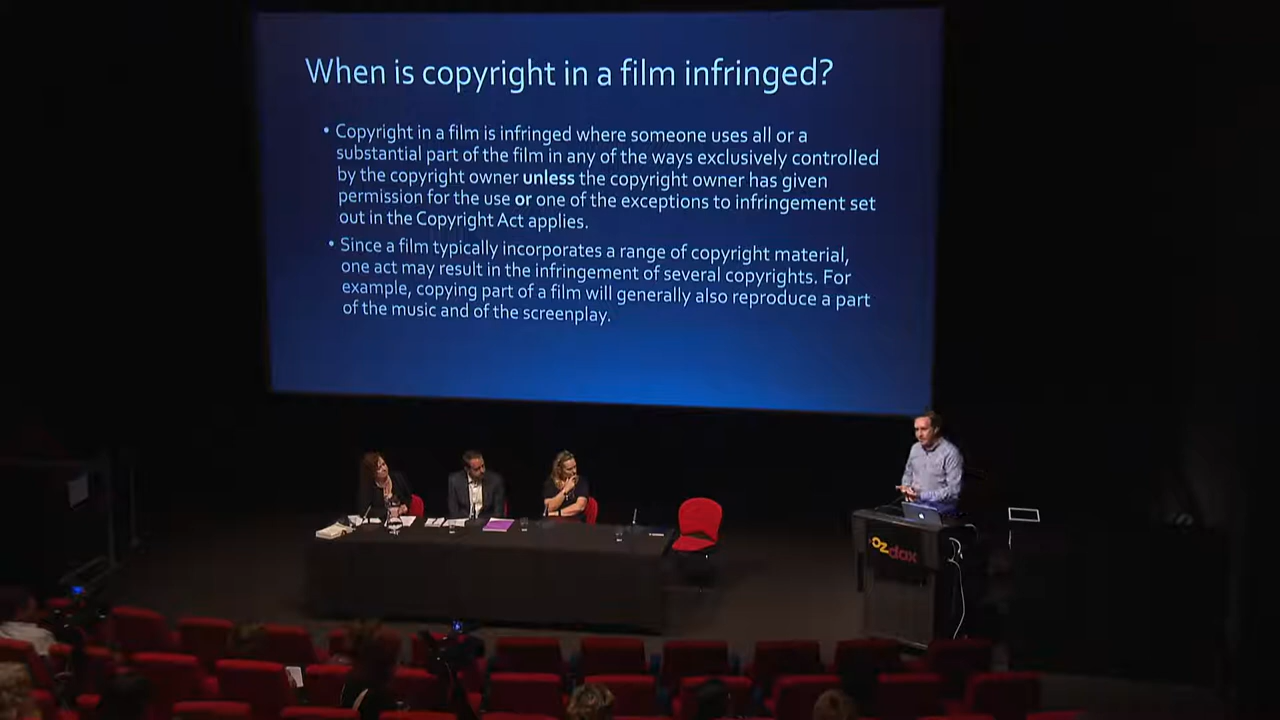 When is copyright in a film infringed?
• Copyright in a film is infringed where someone uses all or a
substantial part of the film in any of the ways exclusively controlled
by the copyright owner unless the copyright owner has given
permission for the use or one of the exceptions to infringement set
out in the Copyright Act applies.
• Since a film typically incorporates a range of copyright material,
one act may result in the infringement of several copyrights. For
example, copying part of a film will generally also reproduce a part
of the music and of the screenplay.
ozdox